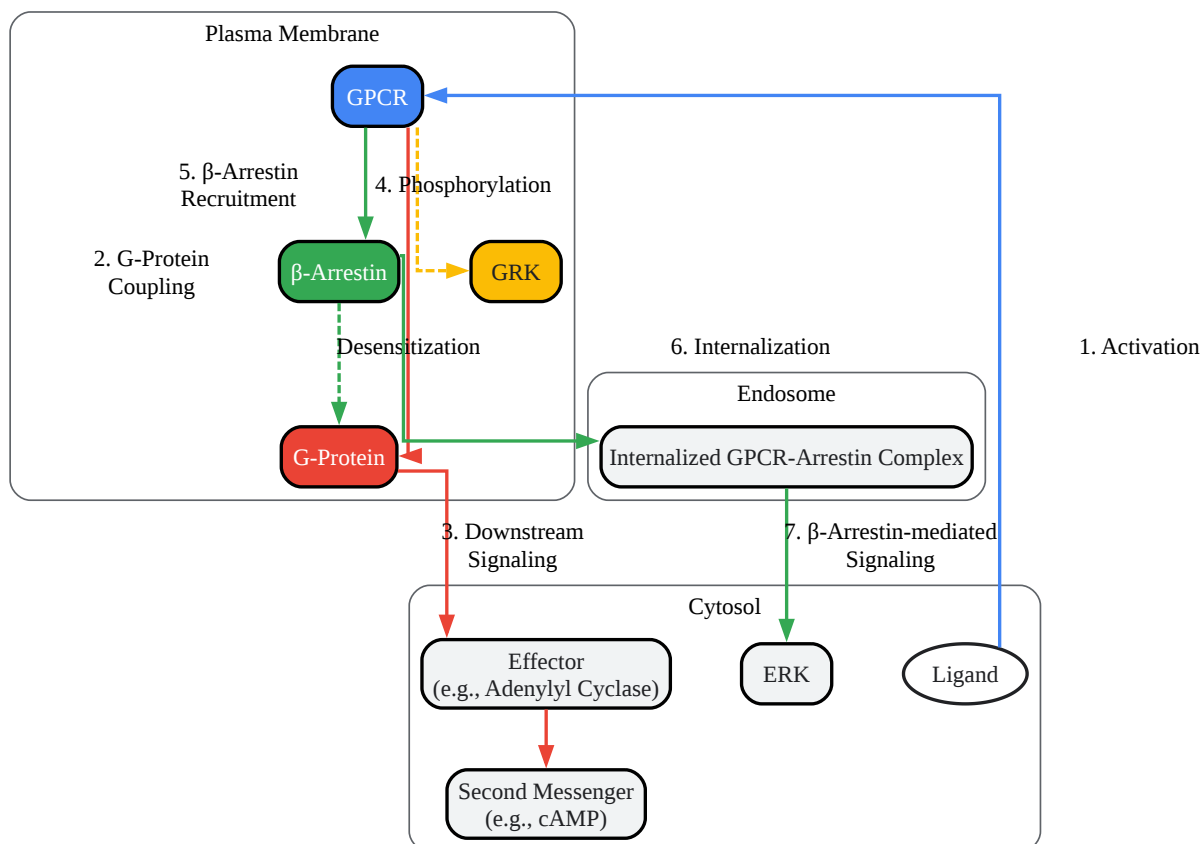 Plasma Membrane
GPCR
5. β-Arrestin
Recruitment
4. Phosphorylation
2. G-Protein
Coupling
β-Arrestin
GRK
Desensitization
6. Internalization
1. Activation
Endosome
G-Protein
Internalized GPCR-Arrestin Complex
3. Downstream
Signaling
7. β-Arrestin-mediated
Signaling
Cytosol
Effector
(e.g., Adenylyl Cyclase)
ERK
Ligand
Second Messenger
(e.g., cAMP)